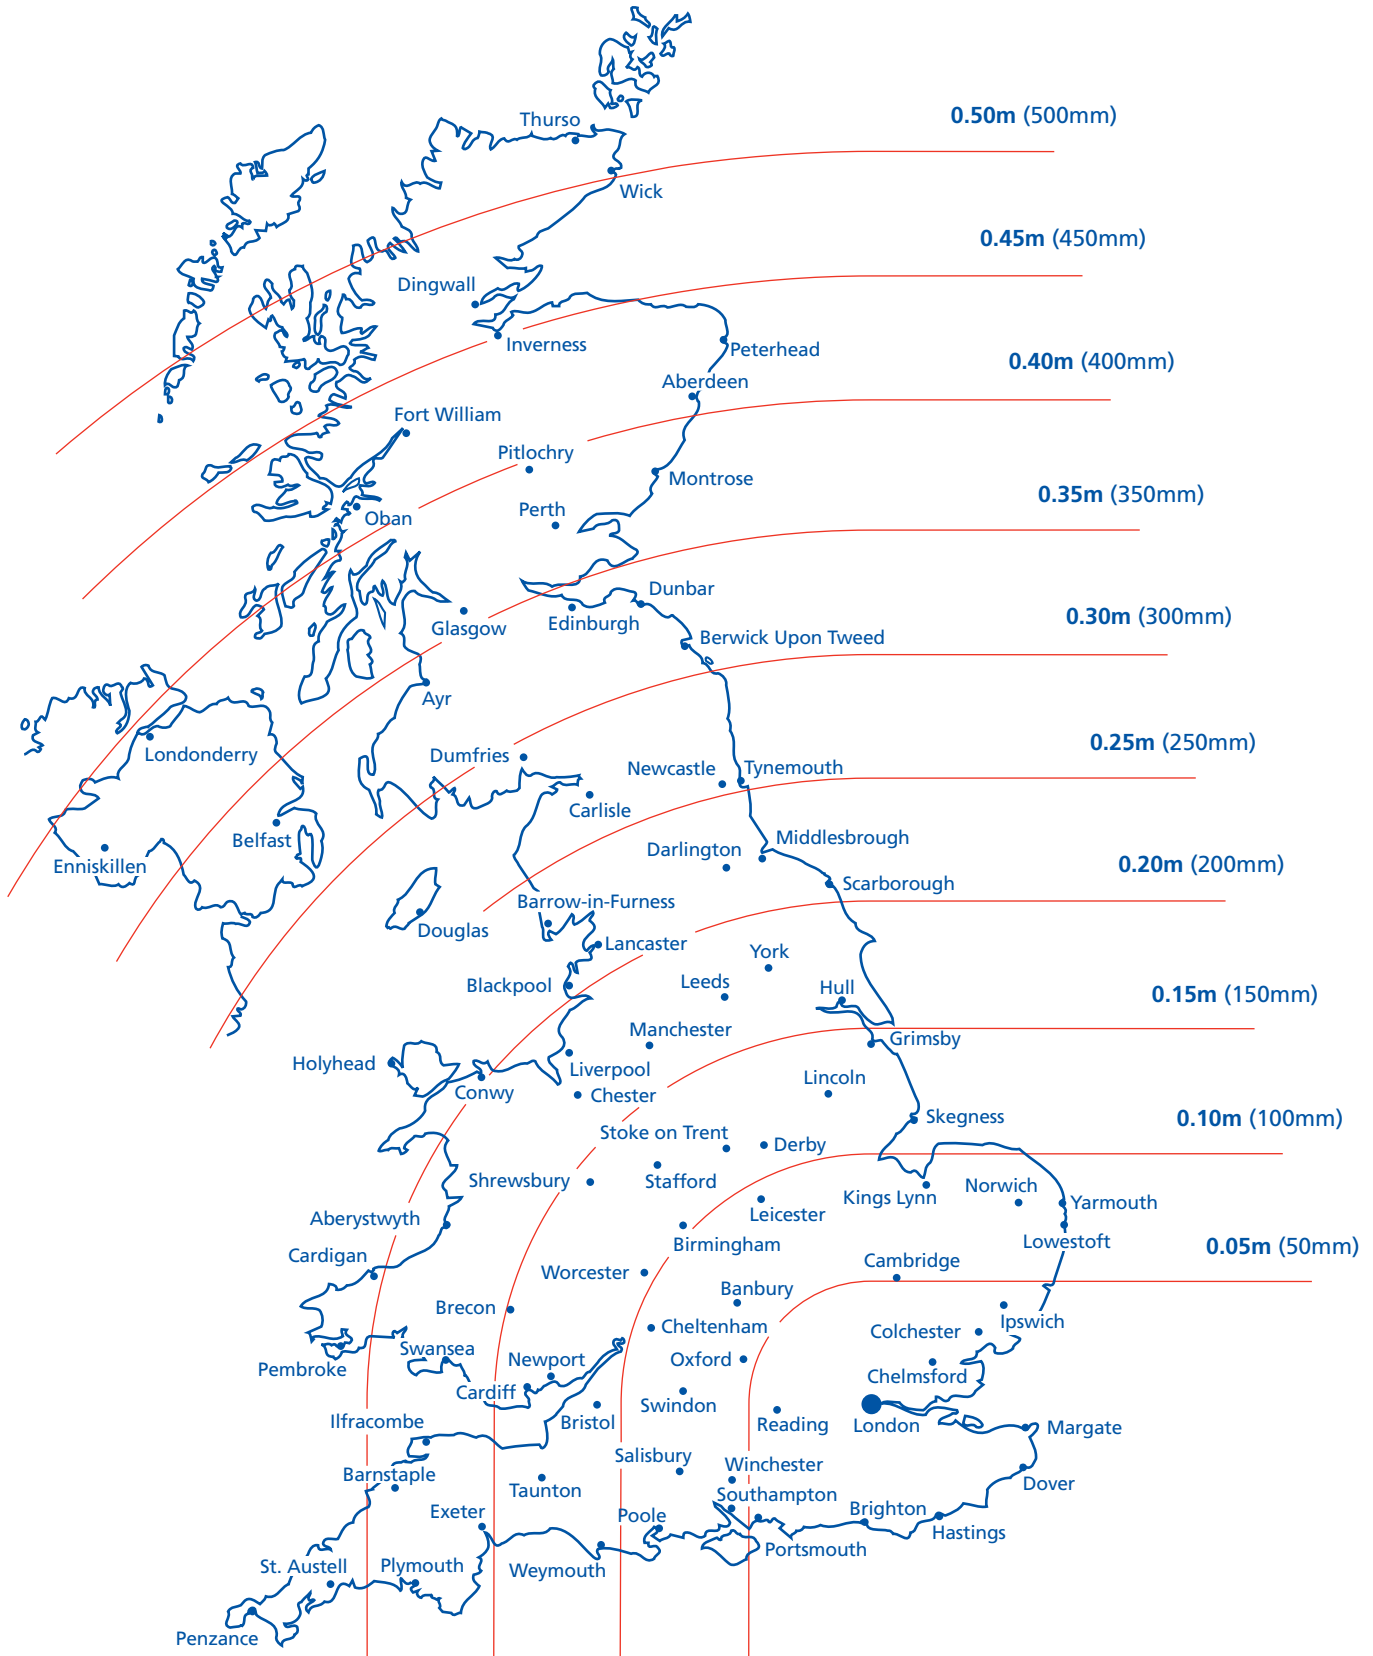 Thurso
0.50m (500mm)
Wick
0.45m (450mm)
Dingwall
Inverness
Peterhead
0.40m (400mm)
Aberdeen
Fort William
Pitlochry
Montrose
0.35m (350mm)
Perth
Oban
Dunbar
0.30m (300mm)
Glasgow
Edinburgh
Berwick Upon Tweed
Ayr
0.25m (250mm)
Londonderry
Dumfries
Newcastle
Tynemouth
Carlisle
Belfast
Middlesbrough
Darlington
0.20m (200mm)
Enniskillen
Scarborough
Barrow-in-Furness
Douglas
Lancaster
York
Blackpool
Leeds
Hull
0.15m (150mm)
Manchester
Grimsby
Holyhead
Liverpool
Lincoln
Conwy
Chester
Skegness
0.10m (100mm)
Stoke on Trent
Derby
Shrewsbury
Stafford
Kings Lynn
Norwich
Yarmouth
Aberystwyth
Leicester
Birmingham
Lowestoft
0.05m (50mm)
Cardigan
Worcester
Cambridge
Banbury
Brecon
Cheltenham
Colchester
Ipswich
Swansea
Pembroke
Newport
Oxford
Chelmsford
Cardiff
Swindon
Ilfracombe
Bristol
Reading
London
Margate
Salisbury
Barnstaple
Winchester
Dover
Taunton
Southampton
Exeter
Poole
Brighton
Hastings
Portsmouth
St. Austell
Plymouth
Weymouth
Penzance